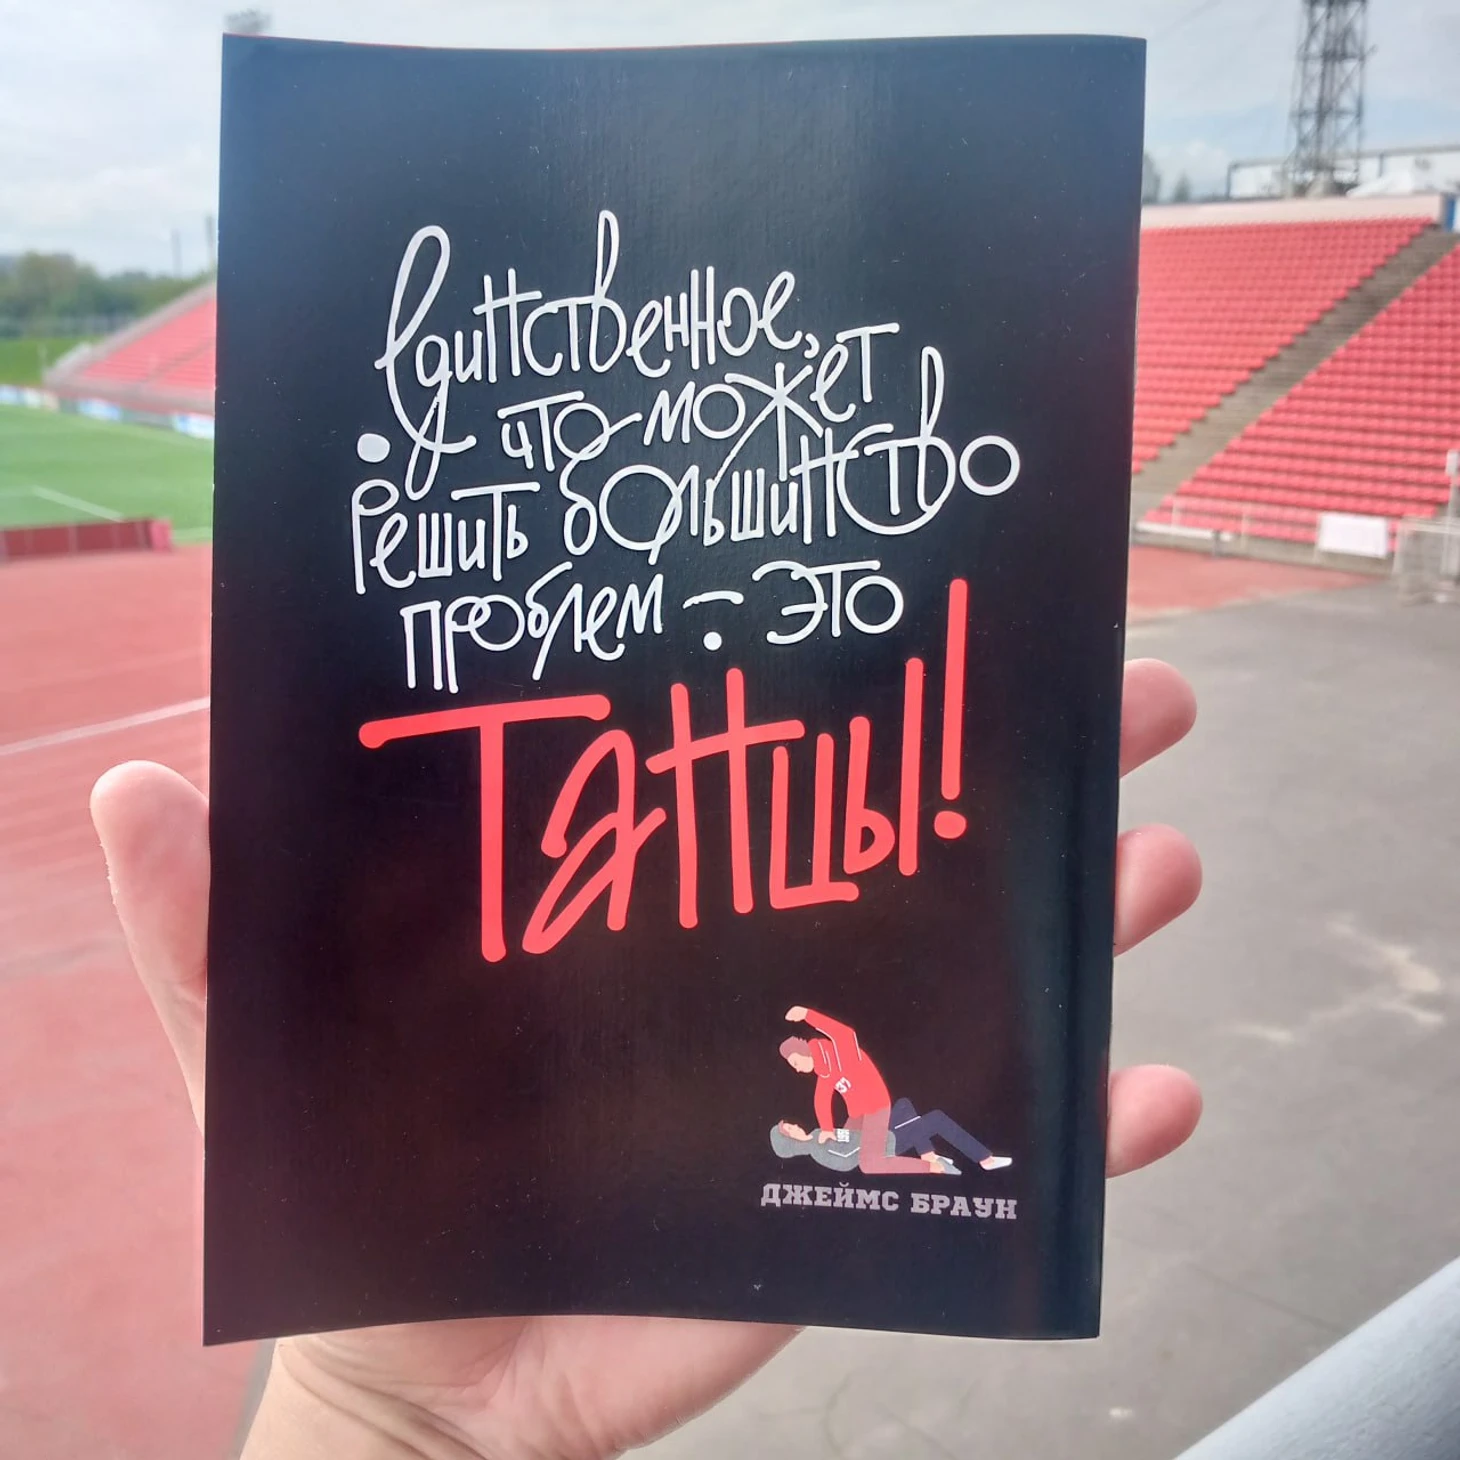 Единственное,
что может
решить большинство
проблем - это
Танцы!
ДЖЕЙМС БРАУН